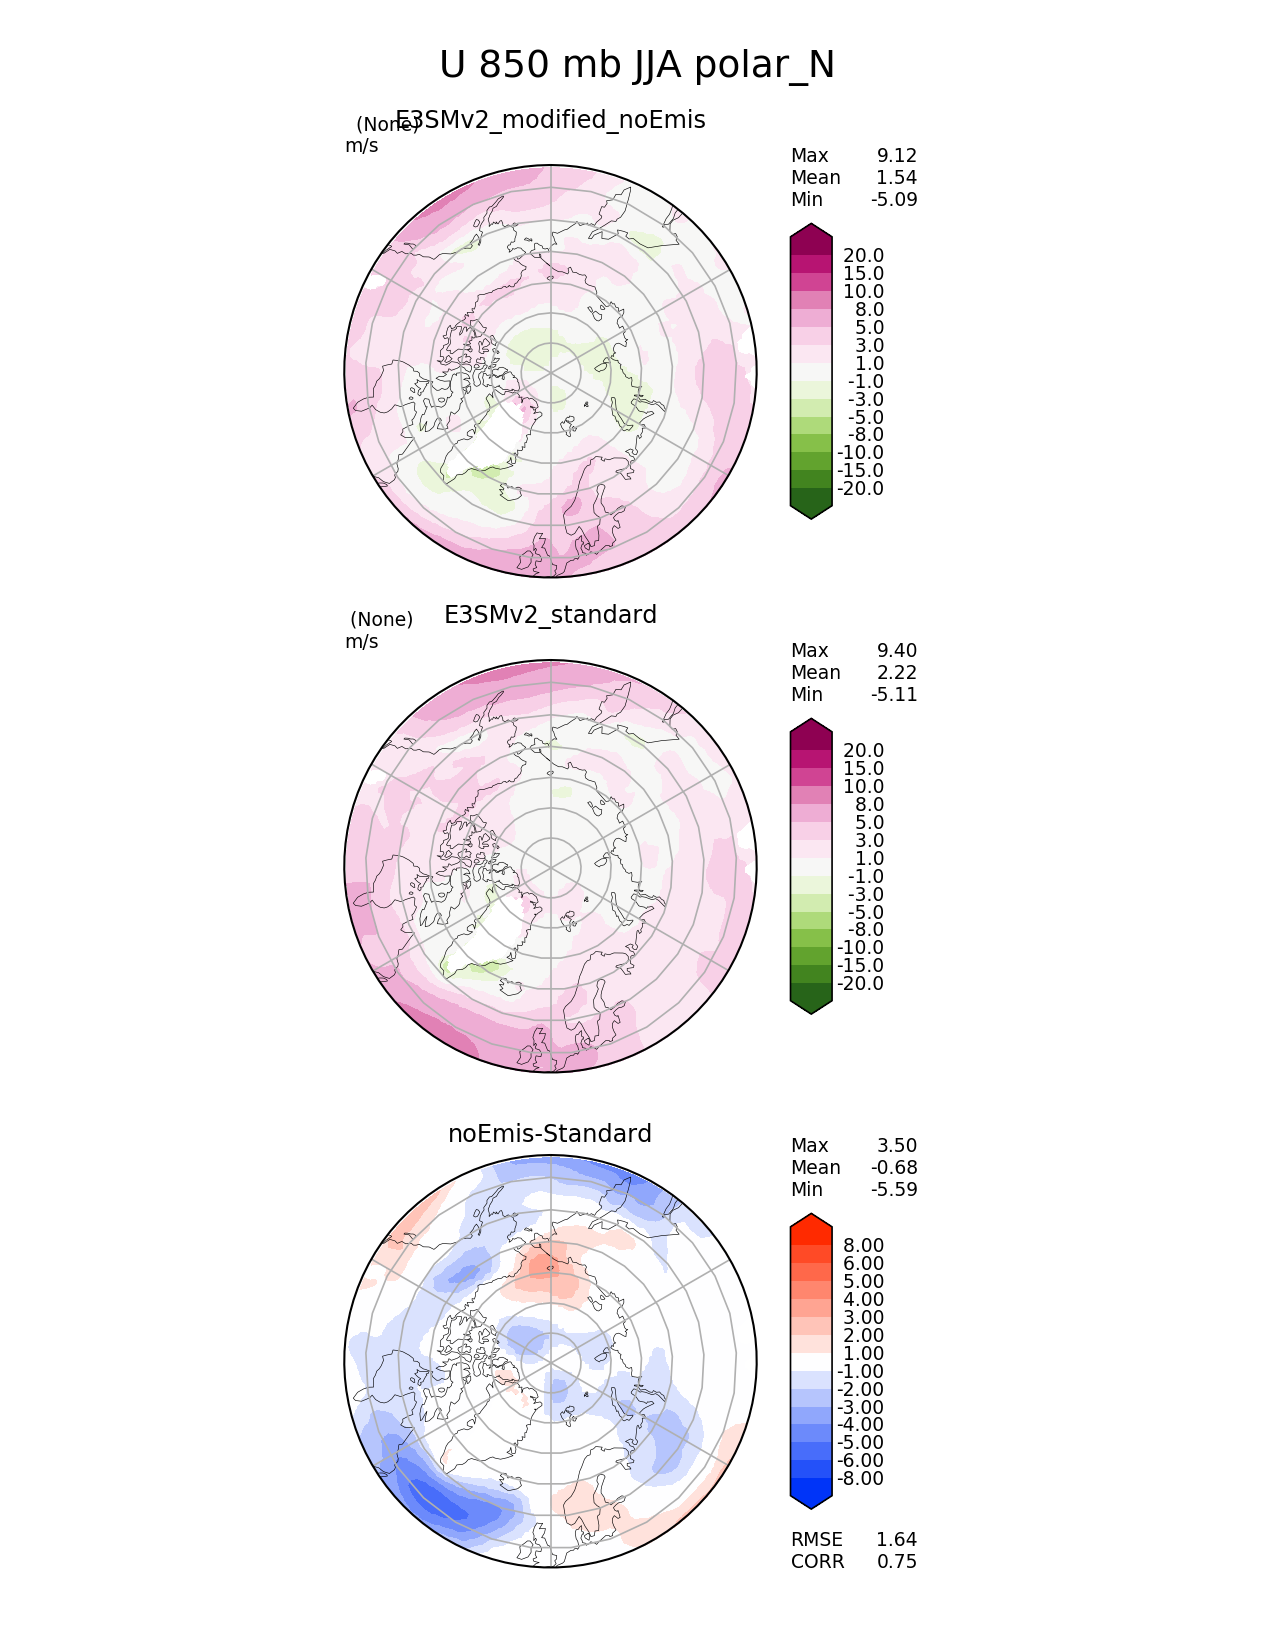 U 850 mb JJA polar_N
(None)
E3SMv2_modified_noEmis
m/s
Max 9.12
Mean 1.54
Min -5.09
20.0
15.0
10.0
8.0
5.0
3.0
1.0
-1.0
-3.0
-5.0
-8.0
-10.0
-15.0
-20.0
(None)
E3SMv2_standard
m/s
Max 9.40
Mean 2.22
Min -5.11
20.0
15.0
10.0
8.0
5.0
3.0
1.0
-1.0
-3.0
-5.0
-8.0
-10.0
-15.0
-20.0
noEmis-Standard
Max 3.50
Mean -0.68
Min -5.59
8.00
6.00
5.00
4.00
3.00
2.00
1.00
-1.00
-2.00
-3.00
-4.00
-5.00
-6.00
-8.00
RMSE 1.64
CORR 0.75